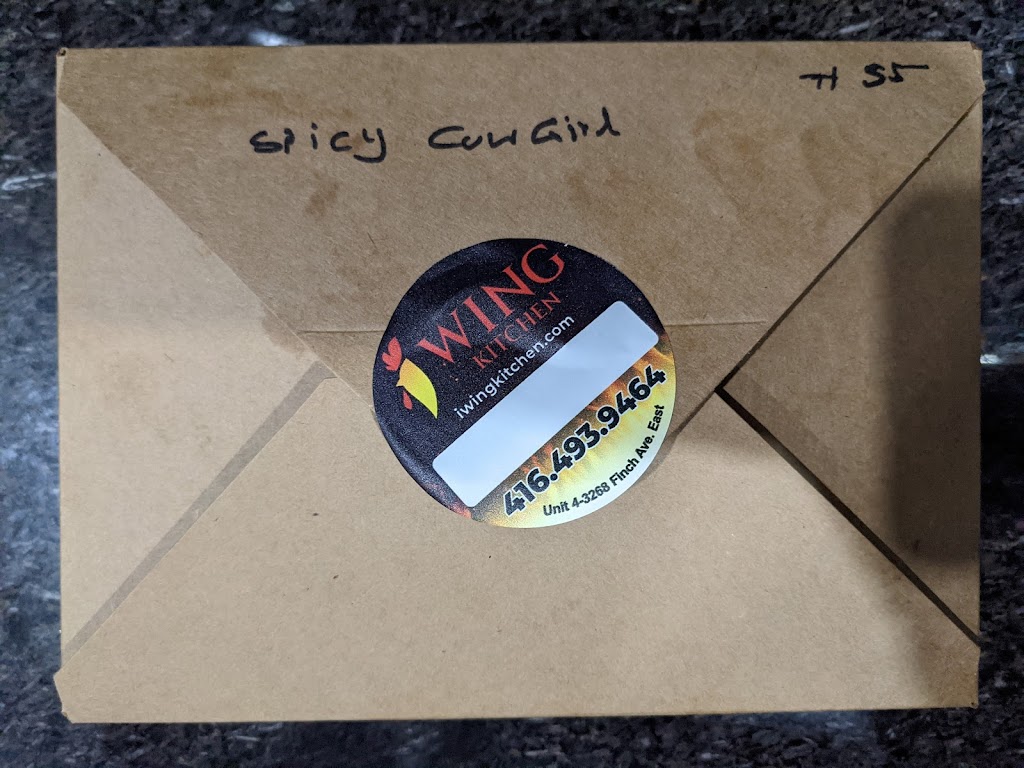 # 55
Spicy CowGirl
WING
KITCHEN
iwingkitchen.com
416.493.9464
Unit 4-3268 Finch Ave. East